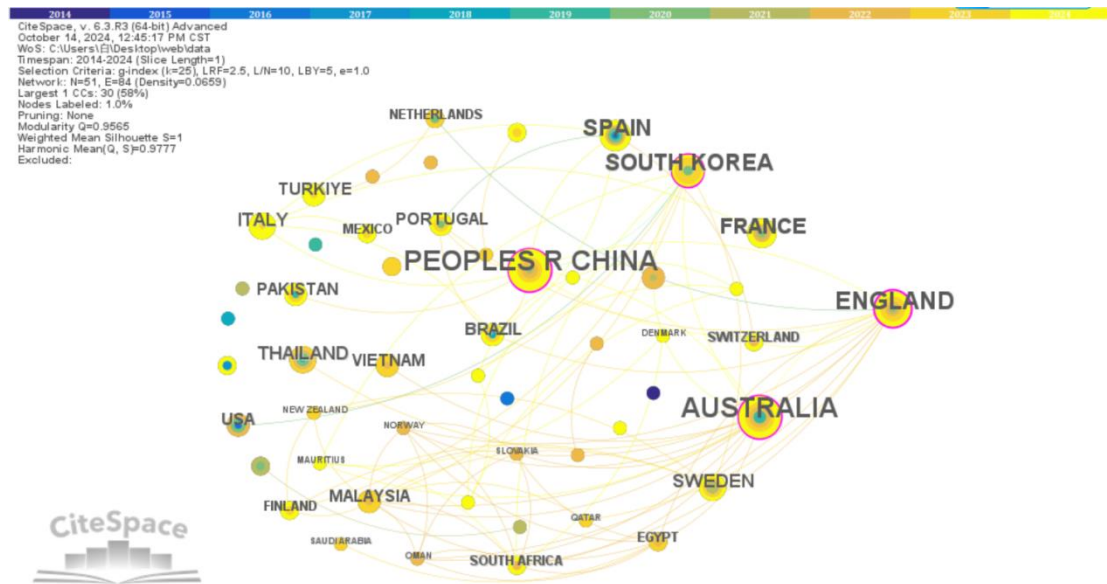 2014 2015 2016 2017 2018 2019 2020 2021 2022 2023 2024
CiteSpace, v. 6.3.R3 (64-bit) Advanced
October 14, 2024, 12:45:17 PM CST
WoS: C:\Users\白\Desktop\web\data
Timespan: 2014-2024 (Slice Length=1)
Selection Criteria: g-index (k=25), LRF=2.5, L/N=10, LBY=5, e=1.0
Network: N=51, E=84 (Density=0.0659)
Largest 1 CCs: 30 (58%)
Nodes Labeled: 1.0%
Pruning: None
Modularity Q=0.9565
Weighted Mean Silhouette S=1
Harmonic Mean(Q, S)=0.9777
Excluded:
NETHERLANDS
SPAIN
SOUTH KOREA
TURKIYE
ITALY
MEXICO
PORTUGAL
FRANCE
PEOPLES R CHINA
PAKISTAN
ENGLAND
BRAZIL
DENMARK
SWITZERLAND
THAILAND
VIETNAM
NEW ZEALAND
AUSTRALIA
USA
NORWAY
SLOVAKIA
MAURITIUS
SWEDEN
MALAYSIA
FINLAND
QATAR
SAUDI ARABIA
EGYPT
OMAN
SOUTH AFRICA
CiteSpace